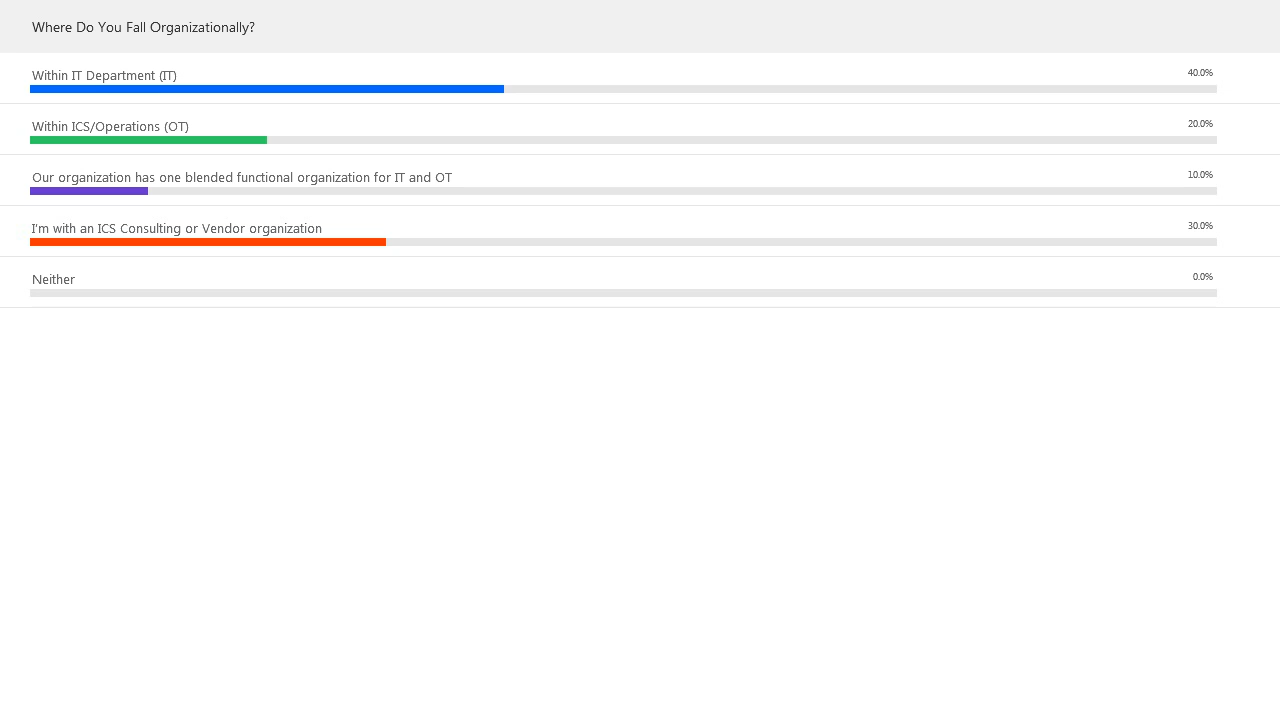 Where Do You Fall Organizationally?
Within IT Department (IT)
40.0%
Within ICS/Operations (OT)
20.0%
Our organization has one blended functional organization for IT and OT
10.0%
I'm with an ICS Consulting or Vendor organization
30.0%
Neither
0.0%